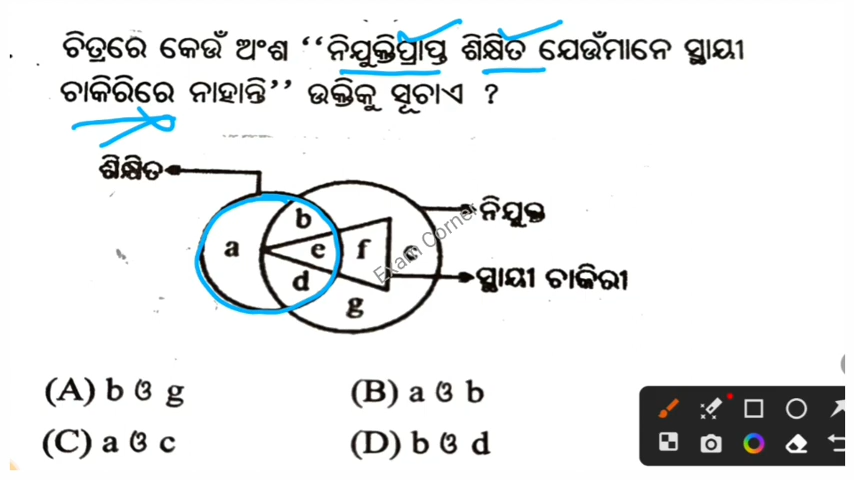 ଚିତ୍ରରେ କେଉଁ ଅଂଶ ‘‘ନିଯୁକ୍ତିପ୍ରାପ୍ତ ଶିକ୍ଷିତ ଯେଉଁମାନେ ସ୍ଥାୟୀ
ଚାକିରିରେ ନାହାନ୍ତି’’ ଉକ୍ତିକୁ ସୂଚାଏ ?
ଶିକ୍ଷିତ
b
ନିଯୁକ୍ତ
a e f c
Exam Corner
d
ସ୍ଥାୟୀ ଚାକିରୀ
g
(A) b ଓ g (B) a ଓ b
(C) a ଓ c (D) b ଓ d